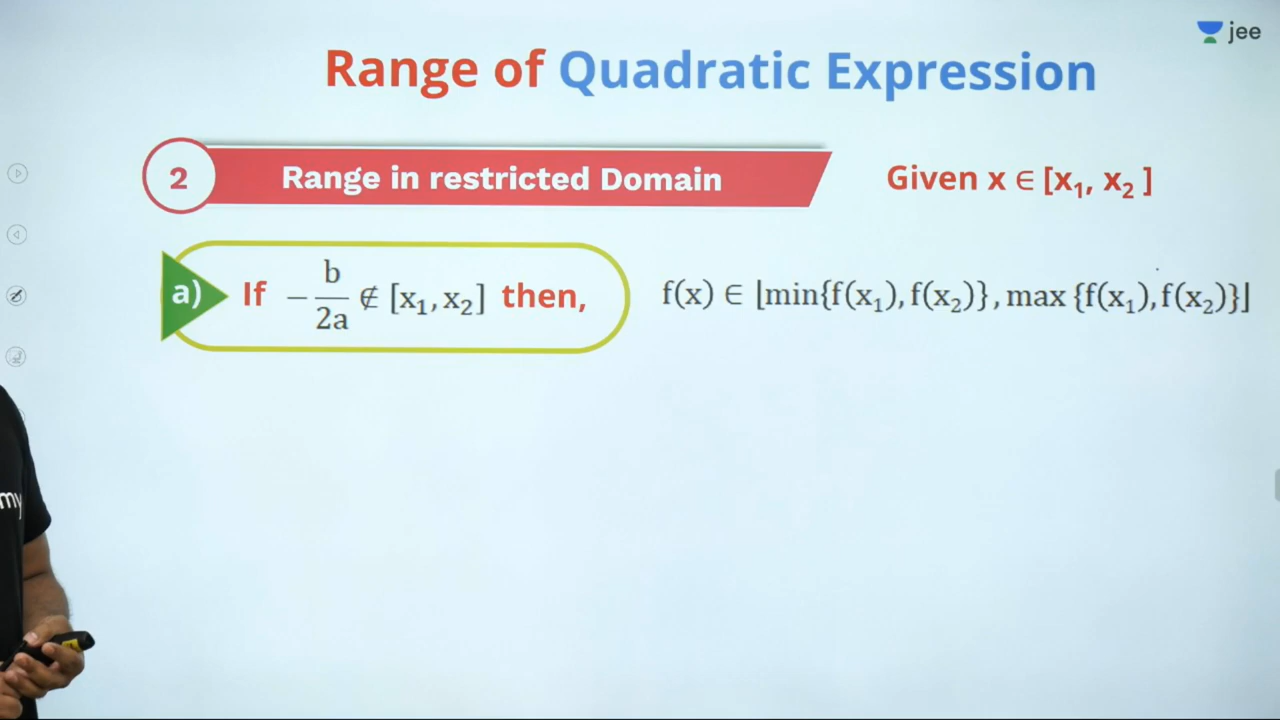 jee
Range of Quadratic Expression
2 Range in restricted Domain Given x ∈ [x₁, x₂ ]
a) If −b/2a ∉ [x₁, x₂] then, f(x) ∈ ⌊min{f(x₁), f(x₂)}, max {f(x₁), f(x₂)}⌋
my